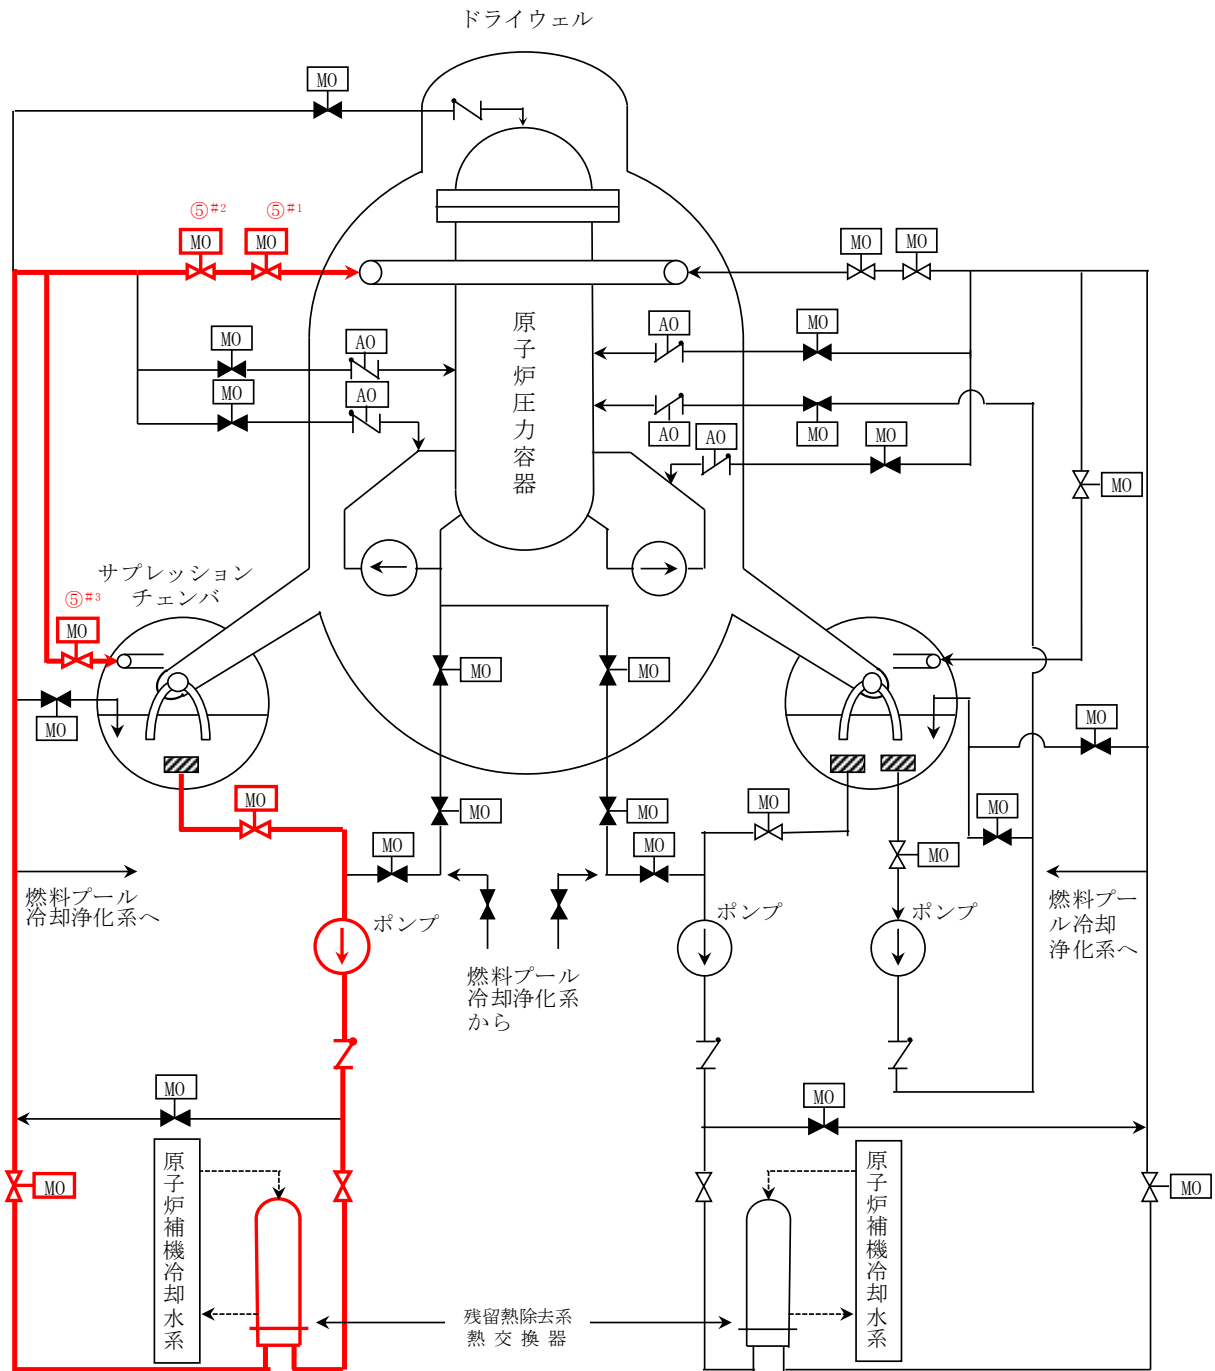 ドライウェル
MO
⑤#2
⑤#1
MO
MO
MO
MO
MO
AO
AO
MO
MO
AO
原子炉圧力容器
AO
MO
AO
MO
MO
サプレッション
チェンバ
⑤#3
MO
MO
MO
MO
MO
MO
MO
MO
MO
MO
MO
MO
MO
MO
燃料プール
冷却浄化系へ
ポンプ
ポンプ
ポンプ
燃料プー
ル冷却
浄化系へ
燃料プール
冷却浄化系
から
MO
MO
原子炉補機冷却水系
原子炉補機冷却水系
MO
MO
残留熱除去系
熱交換器